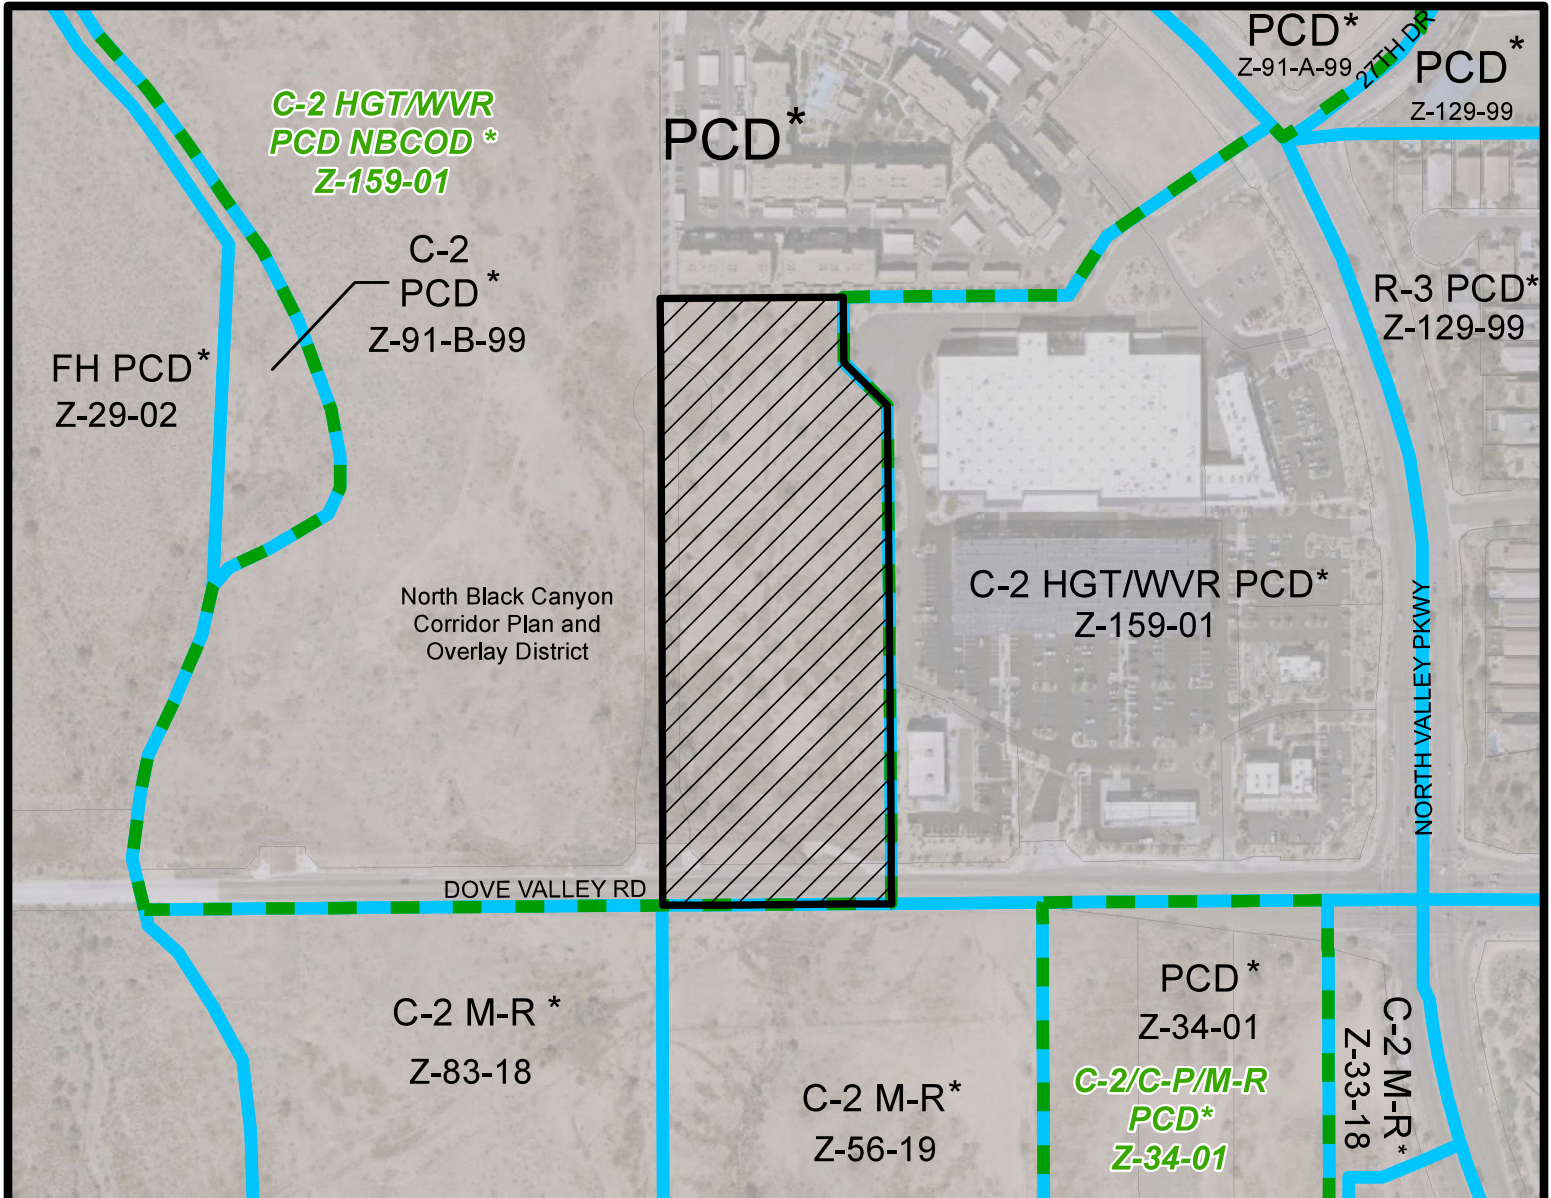 PCD*
Z-91-A-99
27TH DR
PCD*
Z-129-99
C-2 HGT/WVR
PCD NBCOD *
Z-159-01
PCD*
C-2
PCD *
Z-91-B-99
FH PCD*
Z-29-02
R-3 PCD*
Z-129-99
North Black Canyon
Corridor Plan and
Overlay District
C-2 HGT/WVR PCD*
Z-159-01
NORTH VALLEY PKWY
DOVE VALLEY RD
C-2 M-R *
Z-83-18
C-2 M-R*
Z-56-19
PCD *
Z-34-01
C-2/C-P/M-R
PCD*
Z-34-01
C-2 M-R*
Z-33-18